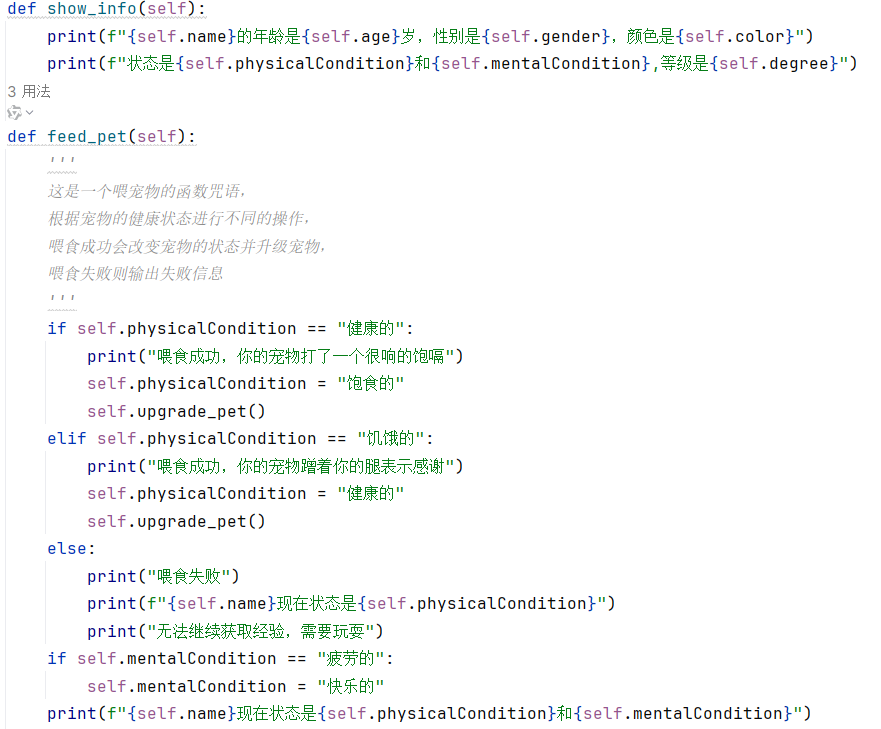 def show_info(self):
    print(f"{self.name}的年龄是{self.age}岁，性别是{self.gender}，颜色是{self.color}")
    print(f"状态是{self.physicalCondition}和{self.mentalCondition},等级是{self.degree}")
3 用法
def feed_pet(self):
    '''
    这是一个喂宠物的函数咒语，
    根据宠物的健康状态进行不同的操作，
    喂食成功会改变宠物的状态并升级宠物，
    喂食失败则输出失败信息
    '''
    if self.physicalCondition == "健康的":
        print("喂食成功，你的宠物打了一个很响的饱嗝")
        self.physicalCondition = "饱食的"
        self.upgrade_pet()
    elif self.physicalCondition == "饥饿的":
        print("喂食成功，你的宠物蹭着你的腿表示感谢")
        self.physicalCondition = "健康的"
        self.upgrade_pet()
    else:
        print("喂食失败")
        print(f"{self.name}现在状态是{self.physicalCondition}")
        print("无法继续获取经验，需要玩耍")
    if self.mentalCondition == "疲劳的":
        self.mentalCondition = "快乐的"
    print(f"{self.name}现在状态是{self.physicalCondition}和{self.mentalCondition}")